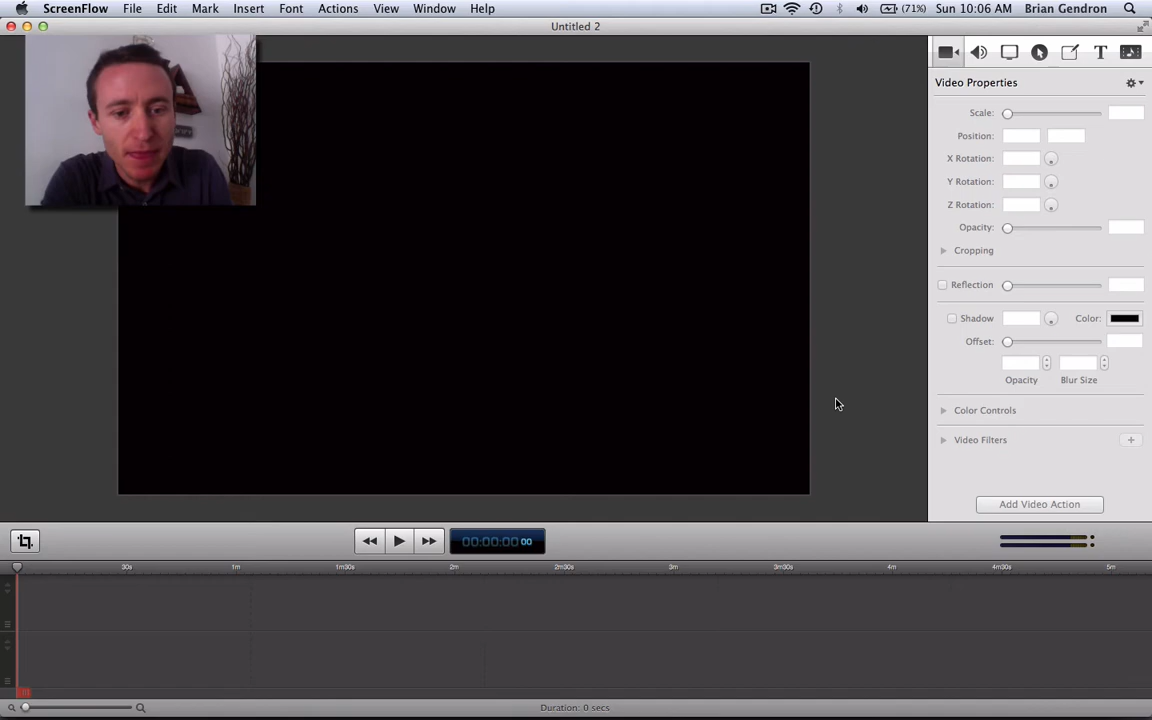 ScreenFlow File Edit Mark Insert Font Actions View Window Help (71%) Sun 10:06 AM Brian Gendron
Untitled 2
Video Properties
Scale:
Position:
X Rotation:
Y Rotation:
Z Rotation:
Opacity:
Cropping
Reflection
Shadow Color:
Offset:
Opacity Blur Size
Color Controls
Video Filters
Add Video Action
00:00:00 00
30s 1m 1m30s 2m 2m30s 3m 3m30s 4m 4m30s 5m
Duration: 0 secs